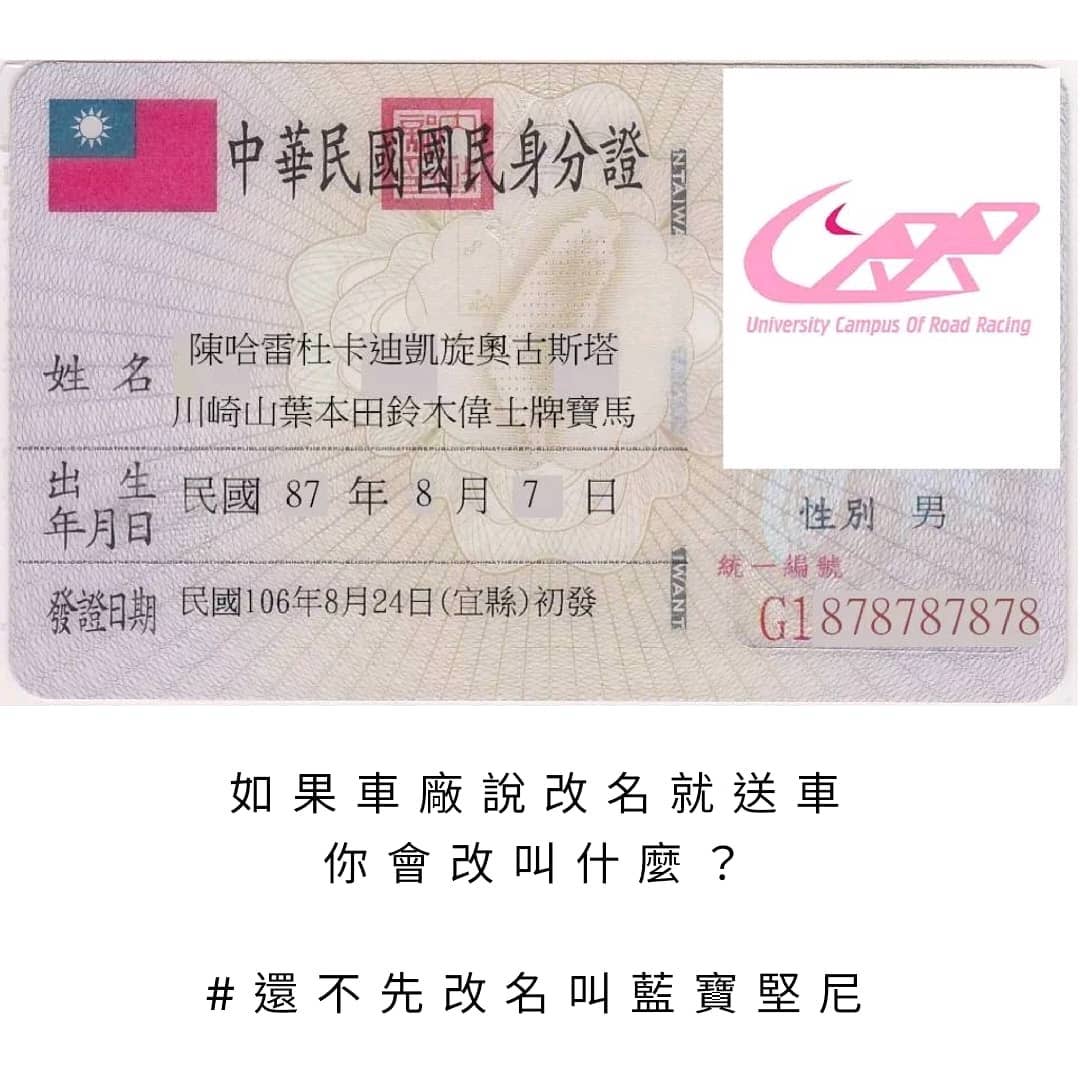 中華民國國民身分證
University Campus Of Road Racing
姓名 陳哈雷杜卡迪凱旋奧古斯塔
川崎山葉本田鈴木偉士牌寶馬
出生年月日 民國 87 年 8 月 7 日
性別 男
發證日期 民國106年8月24日(宜縣)初發
統一編號
G1878787878
如果車廠說改名就送車
你會改叫什麼？
#還不先改名叫藍寶堅尼